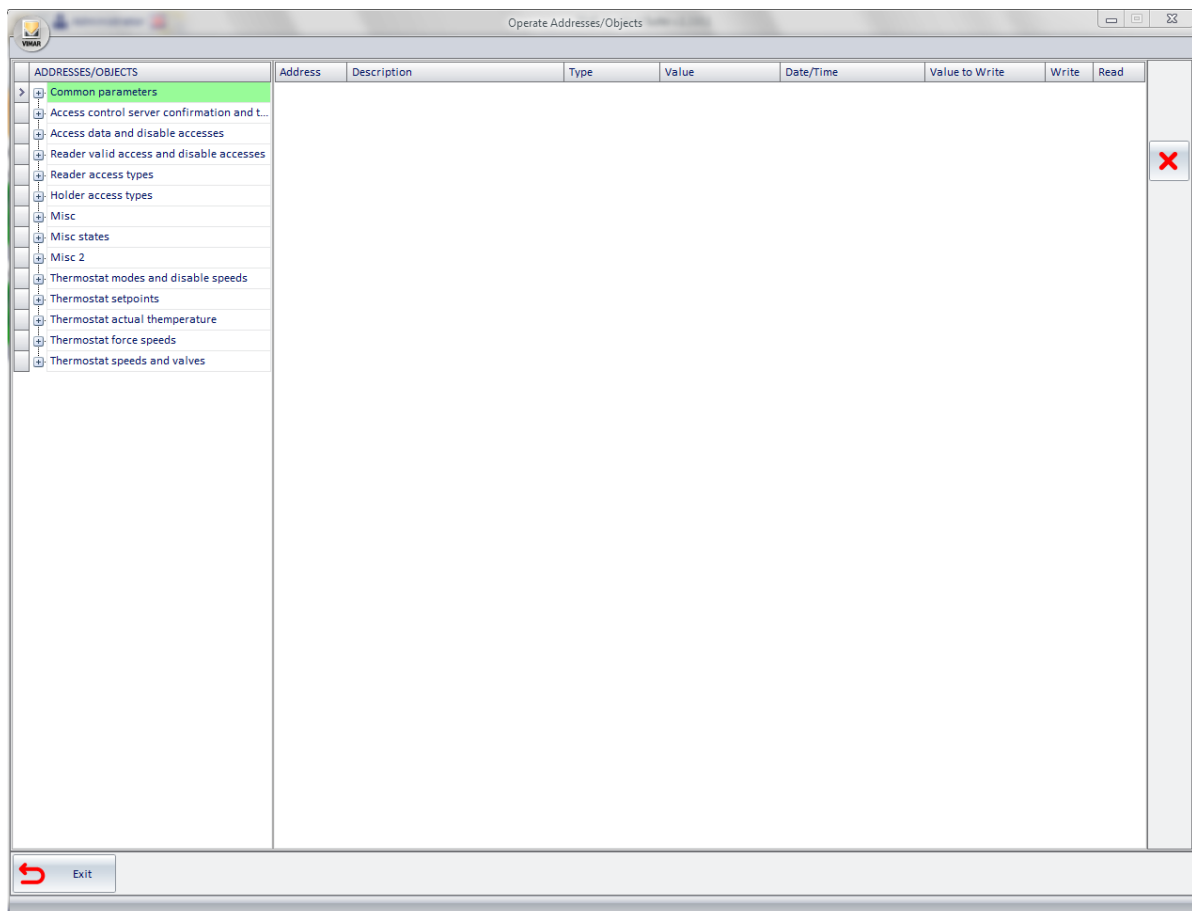 Operate Addresses/Objects
VIMAR
ADDRESSES/OBJECTS
Address Description Type Value Date/Time Value to Write Write Read
Common parameters
Access control server confirmation and t...
Access data and disable accesses
Reader valid access and disable accesses
Reader access types
Holder access types
Misc
Misc states
Misc 2
Thermostat modes and disable speeds
Thermostat setpoints
Thermostat actual themperature
Thermostat force speeds
Thermostat speeds and valves
Exit